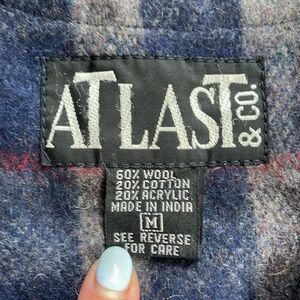 AT LAST & CO.
60% WOOL
20% COTTON
20% ACRYLIC
MADE IN INDIA
M
SEE REVERSE
FOR CARE